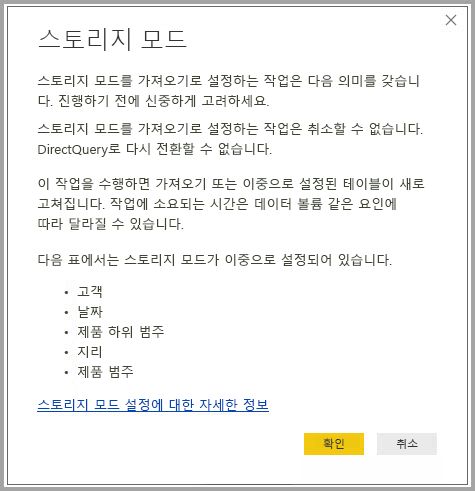 스토리지 모드
스토리지 모드를 가져오기로 설정하는 작업은 다음 의미를 갖습니
다. 진행하기 전에 신중하게 고려하세요.
스토리지 모드를 가져오기로 설정하는 작업은 취소할 수 없습니다.
DirectQuery로 다시 전환할 수 없습니다.
이 작업을 수행하면 가져오기 또는 이중으로 설정된 테이블이 새로
고쳐집니다. 작업에 소요되는 시간은 데이터 볼륨 같은 요인에
따라 달라질 수 있습니다.
다음 표에서는 스토리지 모드가 이중으로 설정되어 있습니다.
• 고객
• 날짜
• 제품 하위 범주
• 지리
• 제품 범주
스토리지 모드 설정에 대한 자세한 정보
확인 취소